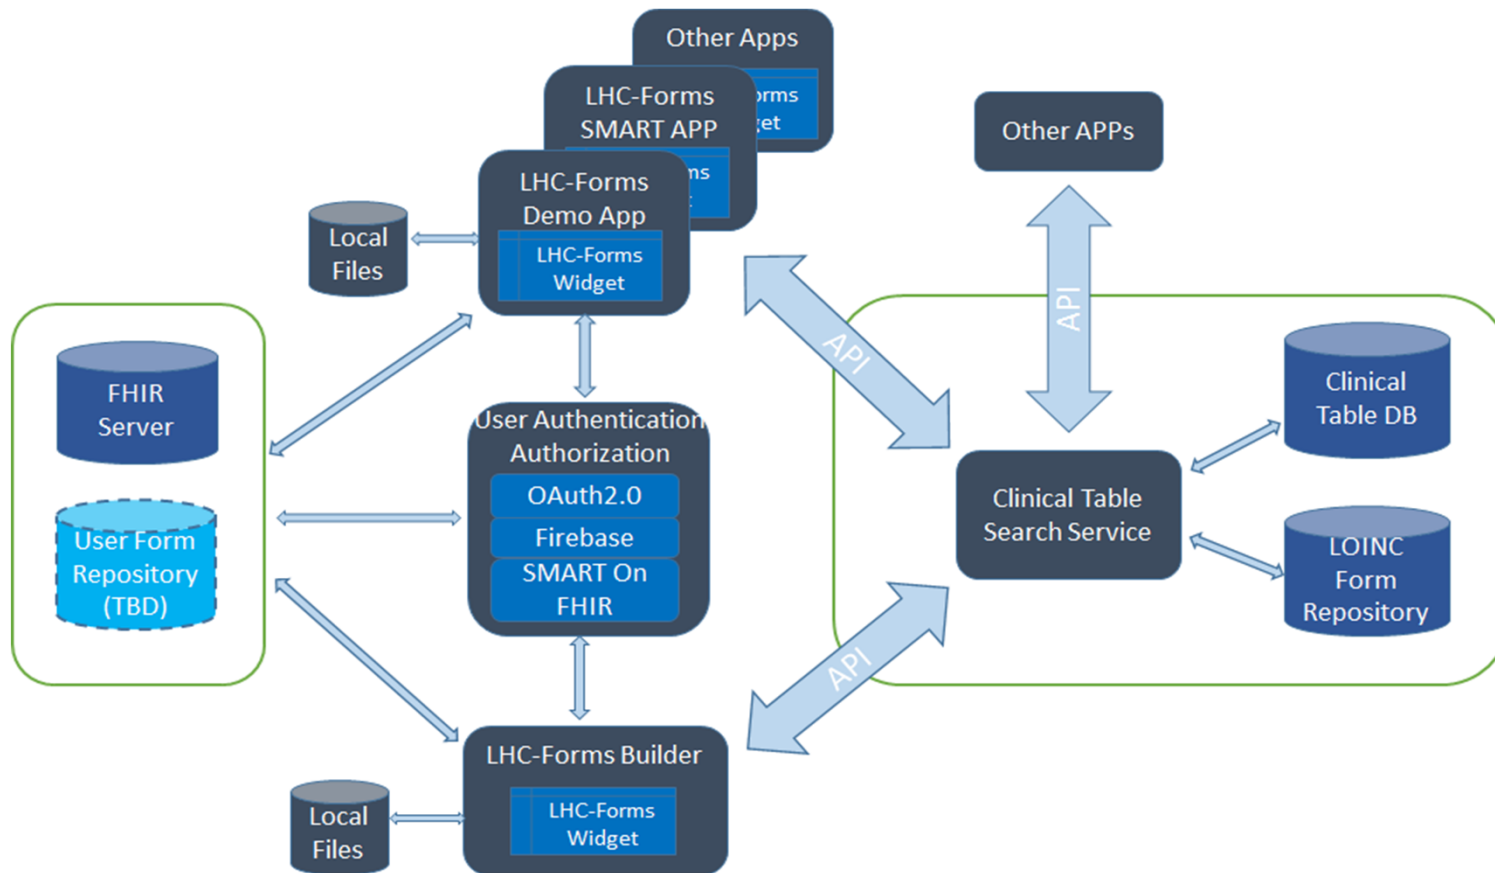 Other Apps
LHC-Forms
SMART APP
LHC-Forms
Demo App
LHC-Forms
Widget
Local
Files
Other APPs
API
API
FHIR
Server
User Form
Repository
(TBD)
User Authentication
Authorization
OAuth2.0
Firebase
SMART On
FHIR
Clinical Table
Search Service
Clinical
Table DB
LOINC
Form
Repository
API
LHC-Forms Builder
LHC-Forms
Widget
Local
Files